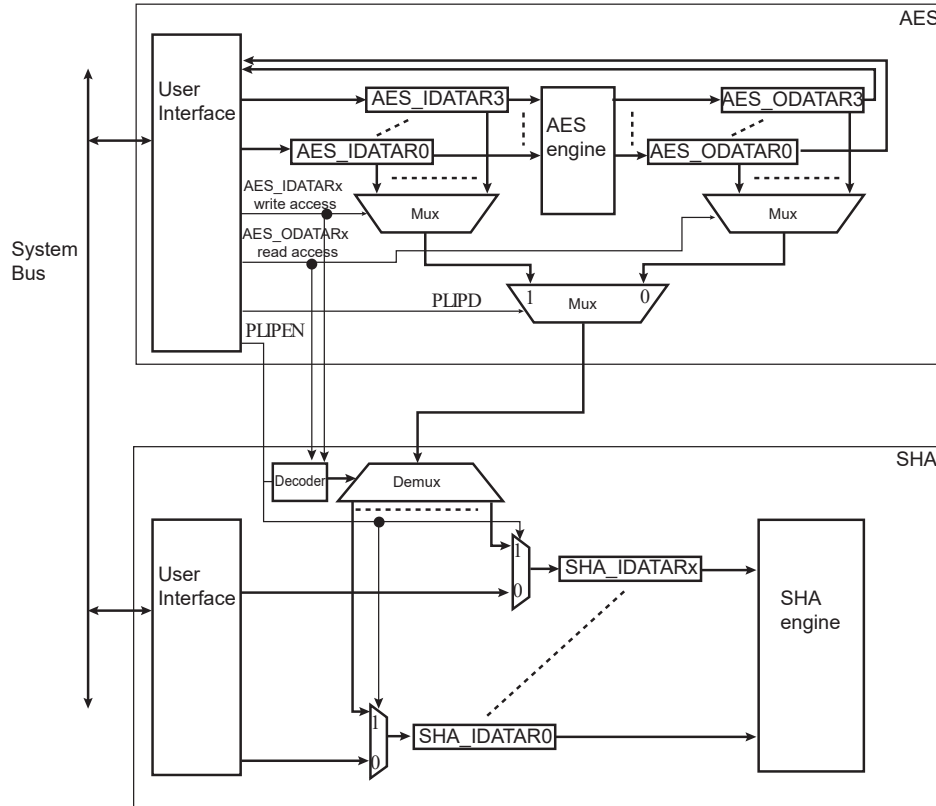 AES
User
Interface
AES_IDATAR3
AES_ODATAR3
AES
engine
AES_IDATAR0
AES_ODATAR0
AES_IDATARx
write access
Mux
Mux
AES_ODATARx
read access
System
Bus
1
Mux
0
PLIPD
PLIPEN
SHA
Decoder
Demux
User
Interface
1
0
SHA_IDATARx
SHA
engine
1
0
SHA_IDATAR0